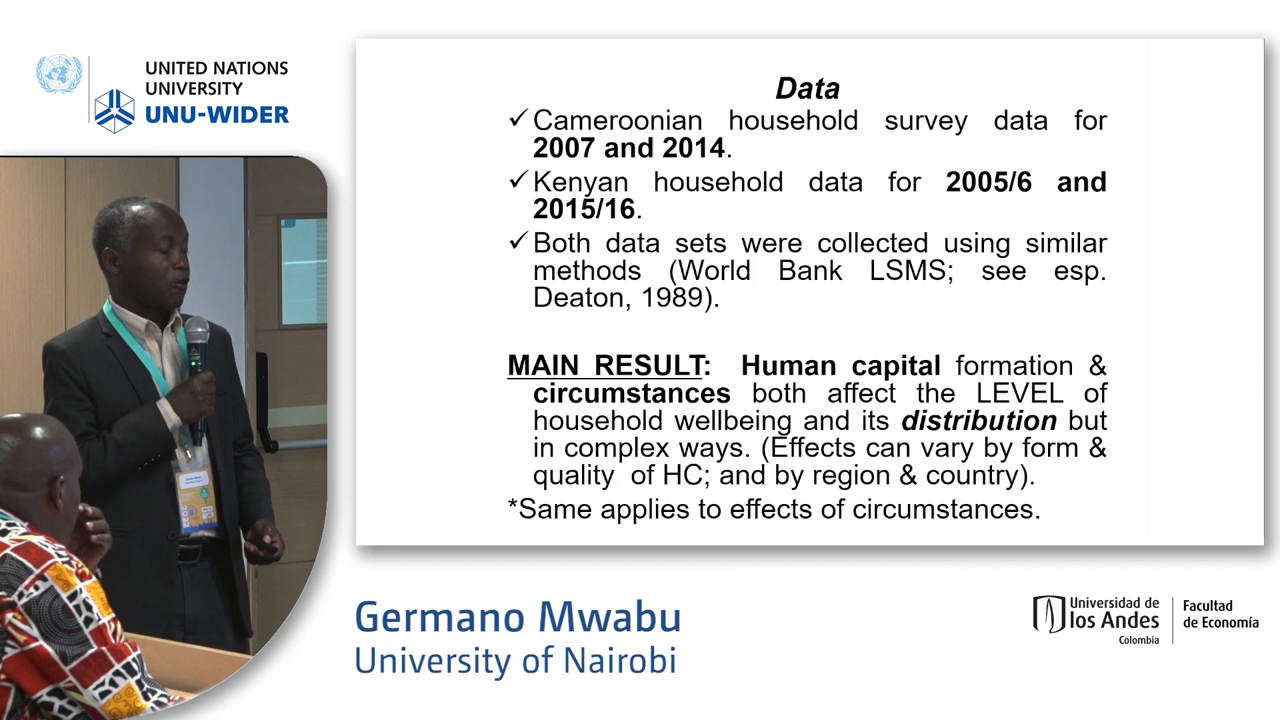 UNITED NATIONS
UNIVERSITY
UNU-WIDER
Data
✓ Cameroonian household survey data for
2007 and 2014.
✓ Kenyan household data for 2005/6 and
2015/16.
✓ Both data sets were collected using similar
methods (World Bank LSMS; see esp.
Deaton, 1989).
MAIN RESULT: Human capital formation &
circumstances both affect the LEVEL of
household wellbeing and its distribution but
in complex ways. (Effects can vary by form &
quality of HC; and by region & country).
*Same applies to effects of circumstances.
Germano Mwabu
University of Nairobi
Universidad de
los Andes
Colombia
Facultad
de Economía